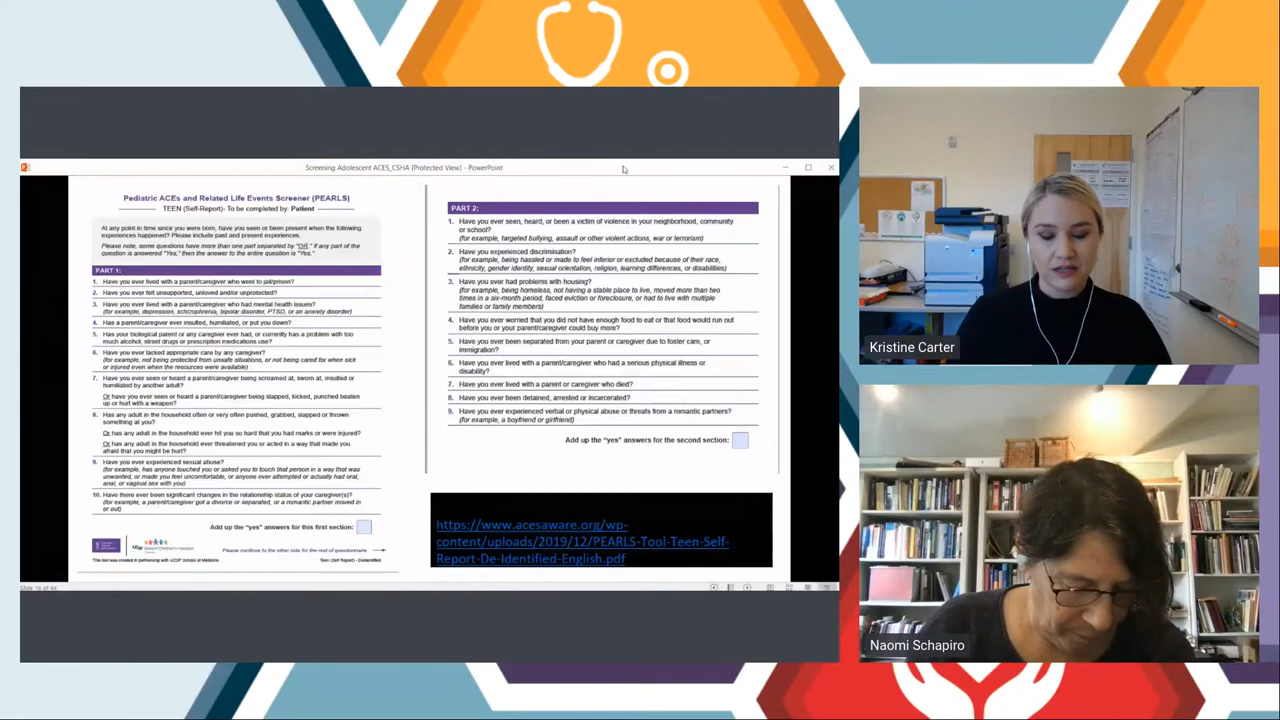 Screening Adolescent ACES_CSHA [Protected View] - PowerPoint
Pediatric ACEs and Related Life Events Screener (PEARLS)
TEEN (Self-Report)- To be completed by: Patient
At any point in time since you were born, have you seen or been present when the following
experiences happened? Please include past and present experiences.
Please note, some questions have more than one part separated by "OR." If any part of the
question is answered "Yes," then the answer to the entire question is "Yes."
PART 1:
1. Have you ever lived with a parent/caregiver who went to jail/prison?
2. Have you ever felt unsupported, unloved and/or unprotected?
3. Have you ever lived with a parent/caregiver who had mental health issues?
(for example, depression, schizophrenia, bipolar disorder, PTSD, or an anxiety disorder)
4. Has a parent/caregiver ever insulted, humiliated, or put you down?
5. Has your biological parent or any caregiver ever had, or currently has a problem with too
much alcohol, street drugs or prescription medications use?
6. Have you ever lacked appropriate care by any caregiver?
(for example, not being protected from unsafe situations, or not being cared for when sick
or injured even when the resources were available)
7. Have you ever seen or heard a parent/caregiver being screamed at, sworn at, insulted or
humiliated by another adult?
Or have you ever seen or heard a parent/caregiver being slapped, kicked, punched beaten
up or hurt with a weapon?
8. Has any adult in the household often or very often pushed, grabbed, slapped or thrown
something at you?
Or has any adult in the household ever hit you so hard that you had marks or were injured?
Or has any adult in the household ever threatened you or acted in a way that made you
afraid that you might be hurt?
9. Have you ever experienced sexual abuse?
(for example, has anyone touched you or asked you to touch that person in a way that was
unwanted, or made you feel uncomfortable, or anyone ever attempted or actually had oral,
anal, or vaginal sex with you)
10. Have there ever been significant changes in the relationship status of your caregiver(s)?
(for example, a parent/caregiver got a divorce or separated, or a romantic partner moved in
or out)
Add up the "yes" answers for this first section:
Please continue to the other side for the rest of questionnaire
This tool was created in partnership with UCSF School of Medicine.
Teen (Self Report) - Deidentified
PART 2:
1. Have you ever seen, heard, or been a victim of violence in your neighborhood, community
or school?
(for example, targeted bullying, assault or other violent actions, war or terrorism)
2. Have you experienced discrimination?
(for example, being hassled or made to feel inferior or excluded because of their race,
ethnicity, gender identity, sexual orientation, religion, learning differences, or disabilities)
3. Have you ever had problems with housing?
(for example, being homeless, not having a stable place to live, moved more than two
times in a six-month period, faced eviction or foreclosure, or had to live with multiple
families or family members)
4. Have you ever worried that you did not have enough food to eat or that food would run out
before you or your parent/caregiver could buy more?
5. Have you ever been separated from your parent or caregiver due to foster care, or
immigration?
6. Have you ever lived with a parent/caregiver who had a serious physical illness or
disability?
7. Have you ever lived with a parent or caregiver who died?
8. Have you ever been detained, arrested or incarcerated?
9. Have you ever experienced verbal or physical abuse or threats from a romantic partners?
(for example, a boyfriend or girlfriend)
Add up the "yes" answers for the second section:
https://www.acesaware.org/wp-
content/uploads/2019/12/PEARLS-Tool-Teen-Self-
Report-De-Identified-English.pdf
Kristine Carter
Naomi Schapiro